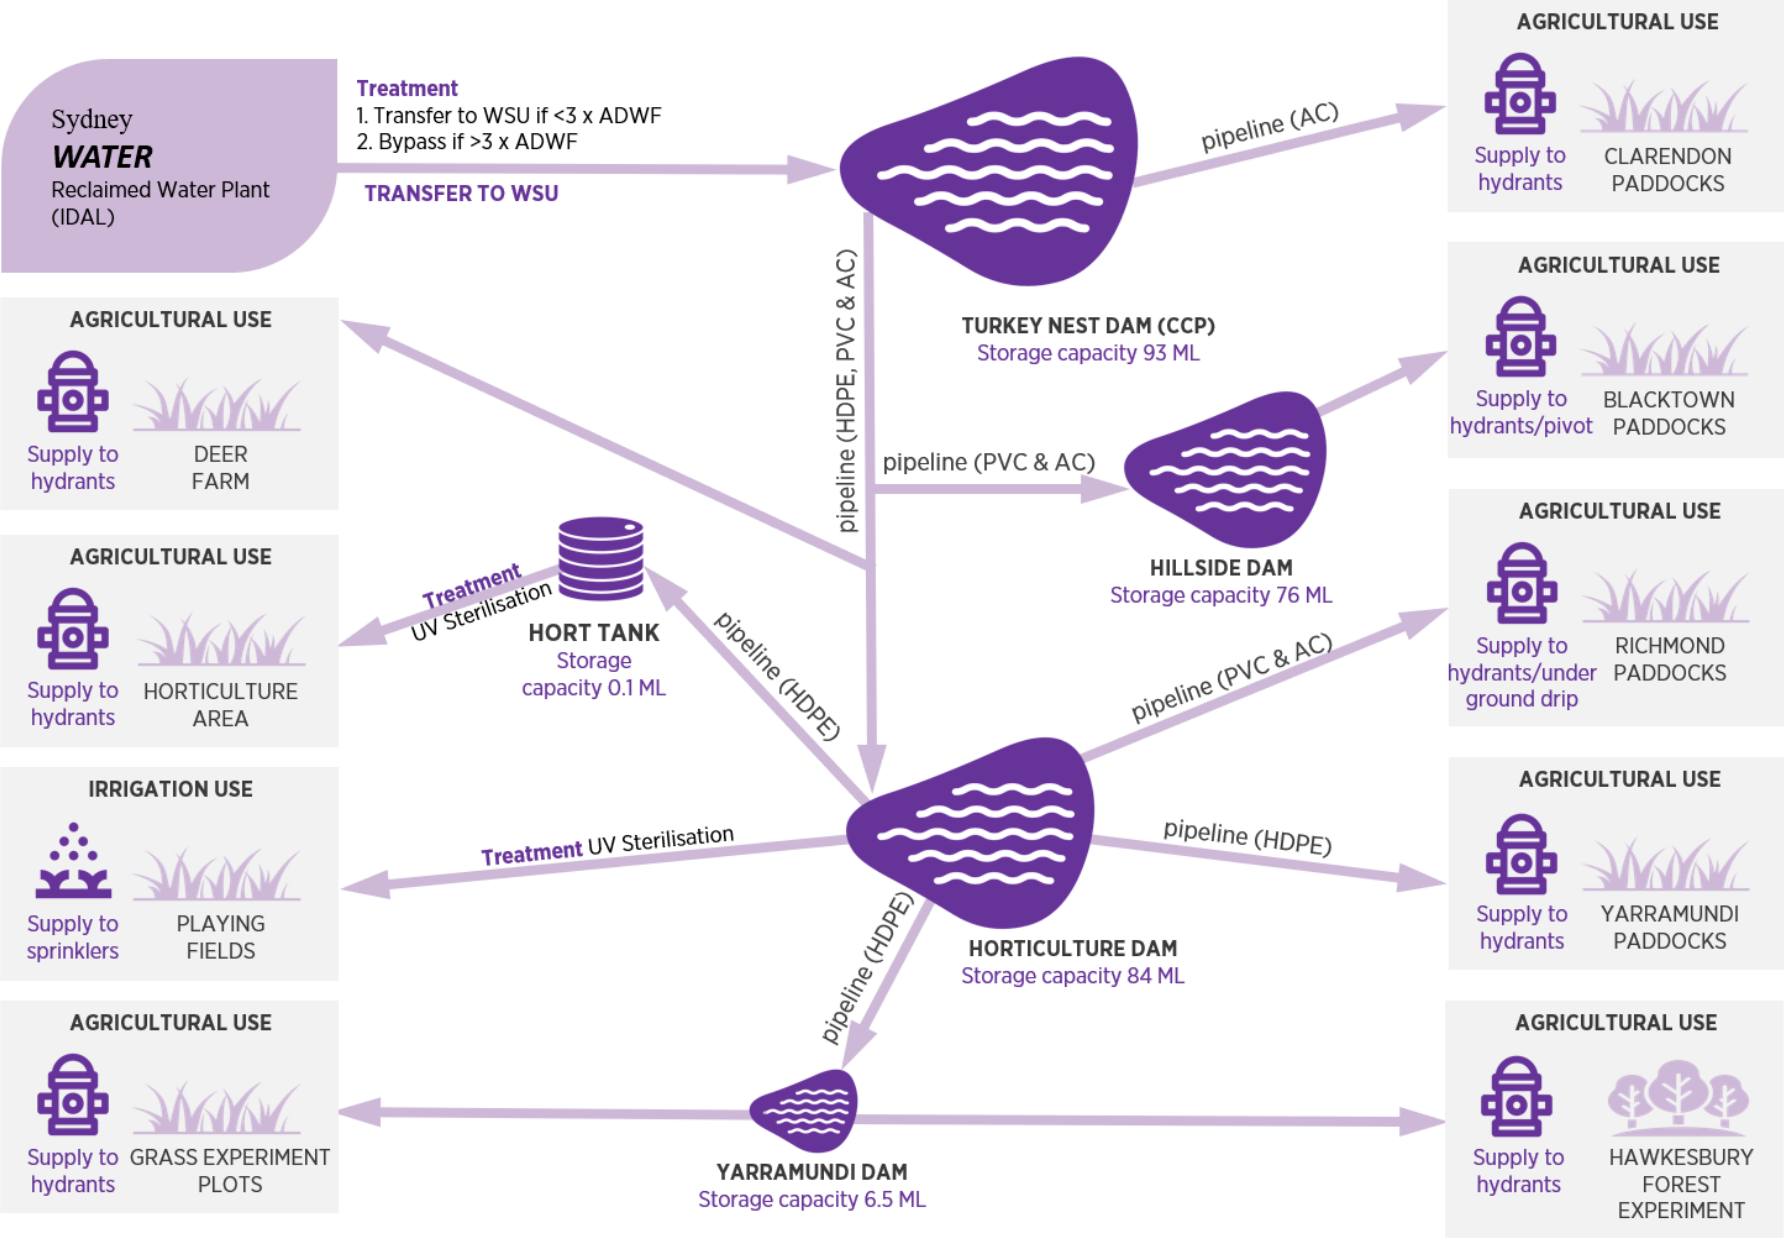 Sydney
WATER
Reclaimed Water Plant
(IDAL)
Treatment
1. Transfer to WSU if <3 x ADWF
2. Bypass if >3 x ADWF
TRANSFER TO WSU
pipeline (AC)
AGRICULTURAL USE
Supply to
hydrants
CLARENDON
PADDOCKS
TURKEY NEST DAM (CCP)
Storage capacity 93 ML
pipeline (HDPE, PVC & AC)
AGRICULTURAL USE
Supply to
hydrants/pivot
BLACKTOWN
PADDOCKS
AGRICULTURAL USE
Supply to
hydrants
DEER
FARM
pipeline (PVC & AC)
HILLSIDE DAM
Storage capacity 76 ML
AGRICULTURAL USE
Supply to
hydrants/under
ground drip
RICHMOND
PADDOCKS
AGRICULTURAL USE
Supply to
hydrants
HORTICULTURE
AREA
Treatment
UV Sterilisation
HORT TANK
Storage
capacity 0.1 ML
pipeline (HDPE)
pipeline (PVC & AC)
IRRIGATION USE
Supply to
sprinklers
PLAYING
FIELDS
Treatment UV Sterilisation
pipeline (HDPE)
AGRICULTURAL USE
Supply to
hydrants
YARRAMUNDI
PADDOCKS
HORTICULTURE DAM
Storage capacity 84 ML
pipeline (HDPE)
AGRICULTURAL USE
Supply to
hydrants
GRASS EXPERIMENT
PLOTS
YARRAMUNDI DAM
Storage capacity 6.5 ML
AGRICULTURAL USE
Supply to
hydrants
HAWKESBURY
FOREST
EXPERIMENT